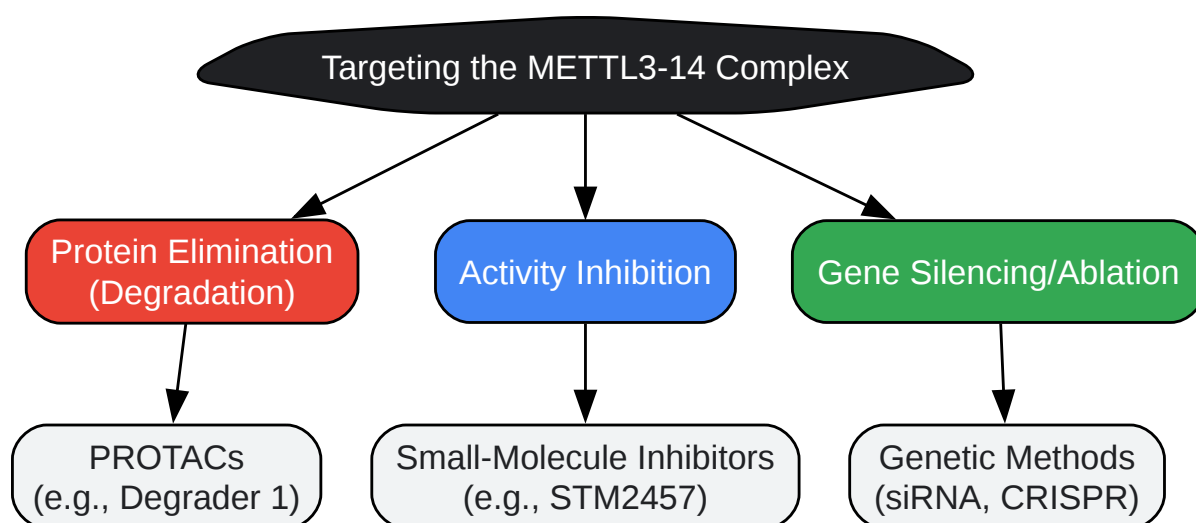 Targeting the METTL3-14 Complex
Protein Elimination
(Degradation)
Activity Inhibition
Gene Silencing/Ablation
PROTACs
(e.g., Degrader 1)
Small-Molecule Inhibitors
(e.g., STM2457)
Genetic Methods
(siRNA, CRISPR)